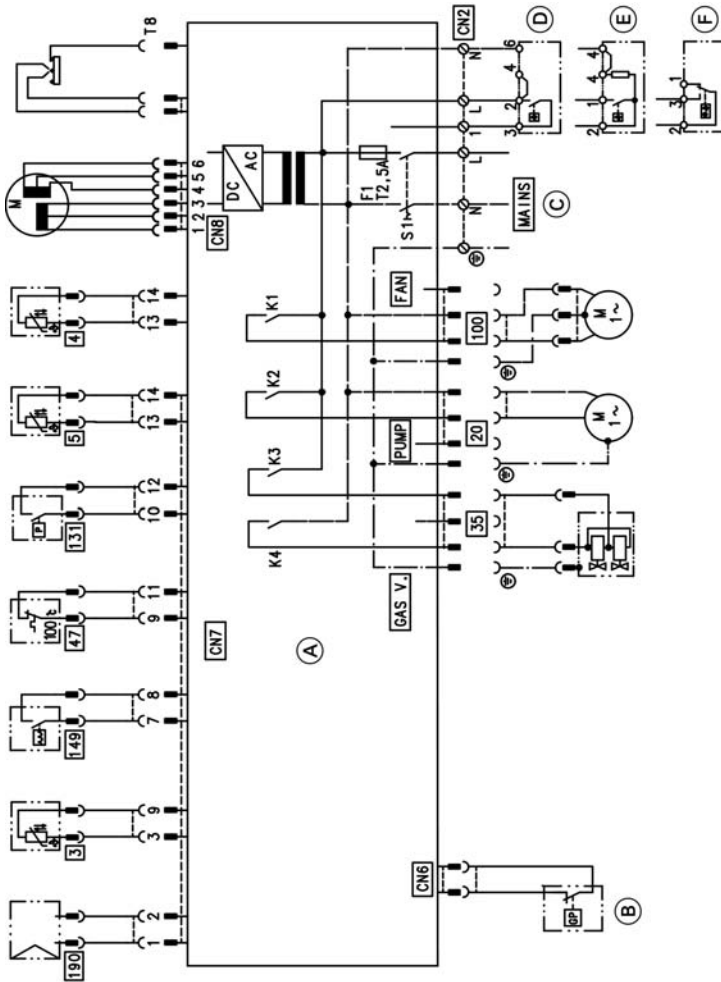 M
T8
1 2 3 4 5 6
CN8
DC
AC
F1
T2,5A
S1
CN2
N
L
1
L
N
MAINS
C
D
3 2 4 6
E
2 1 4 4
F
2 3 1
4
13 14
5
13 14
P
131
10 12
100°C
47
9 11
149
7 8
3
3 9
190
1 2
CN7
A
K1
K2
K3
K4
FAN
100
M
1~
PUMP
20
M
1~
35
GAS V.
CN6
GP
B